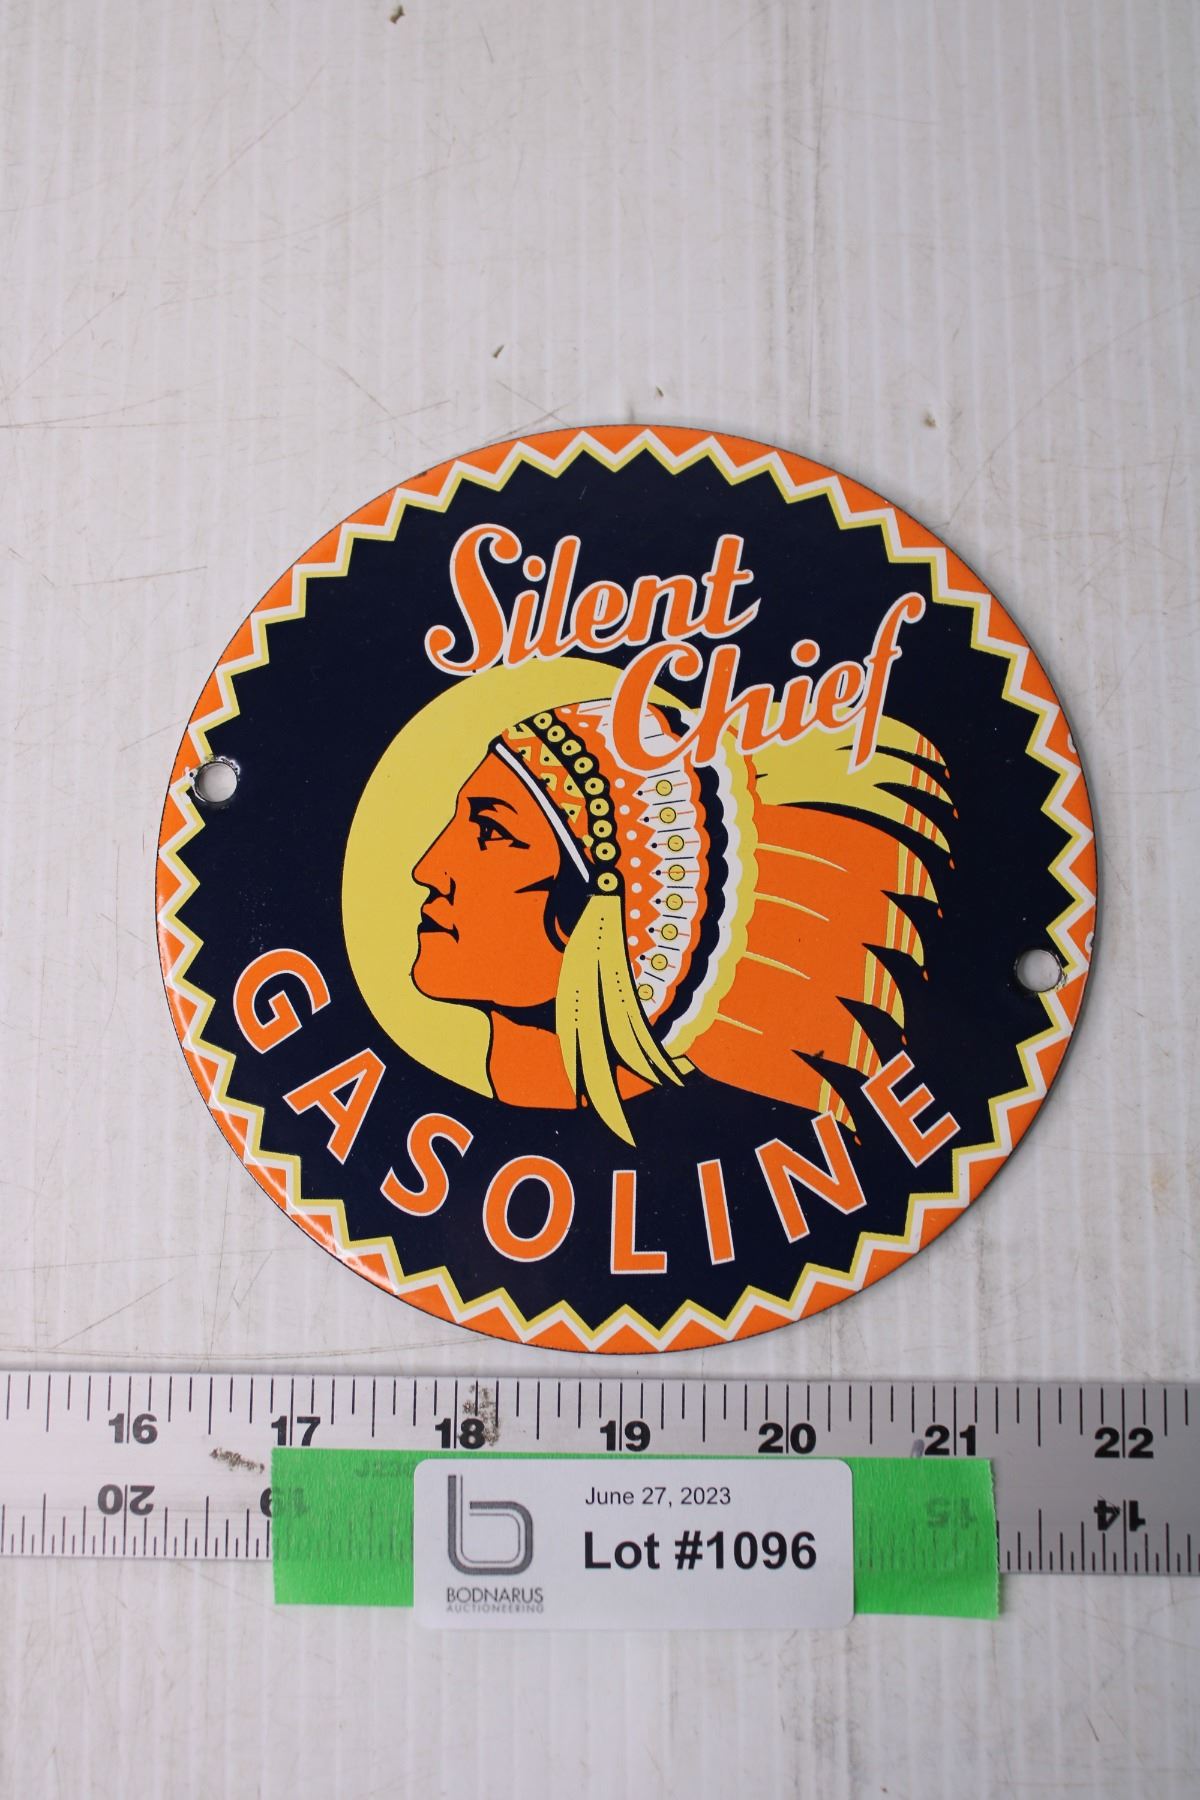 Silent
Chief
GASOLINE
16 17 18 19 20 21 22
20 19 15 14
June 27, 2023
Lot #1096
BODNARUS
AUCTIONEERING